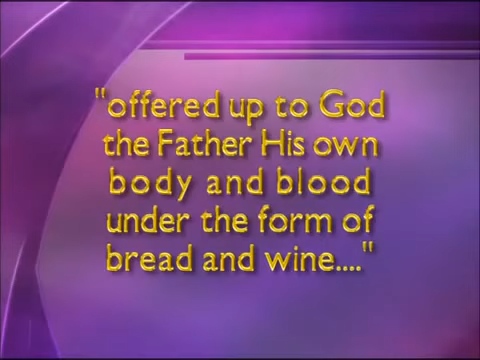 "offered up to God
the Father His own
body and blood
under the form of
bread and wine...."